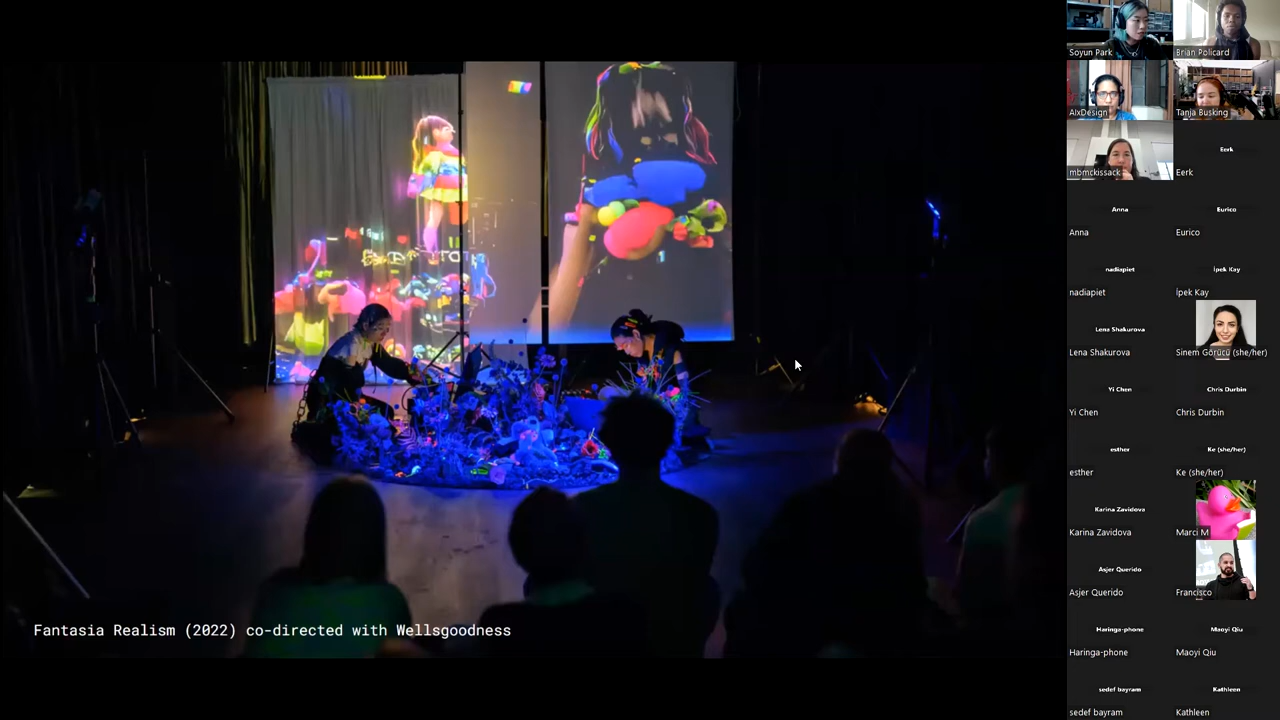 Soyun Park
Brian Policard
AIxDesign
Tanja Busking
mbmckissack
Eerk
Eerk
Anna
Eurico
Anna
Eurico
nadiapiet
İpek Kay
nadiapiet
İpek Kay
Lena Shakurova
Lena Shakurova
Sinem Görücü (she/her)
Yi Chen
Chris Durbin
Yi Chen
Chris Durbin
esther
Ke (she/her)
esther
Ke (she/her)
Karina Zavidova
Karina Zavidova
Marci M
Asjer Querido
Asjer Querido
Francisco
Haringa-phone
Maoyi Qiu
Haringa-phone
Maoyi Qiu
sedef bayram
Kathleen
sedef bayram
Kathleen
Fantasia Realism (2022) co-directed with Wellsgoodness